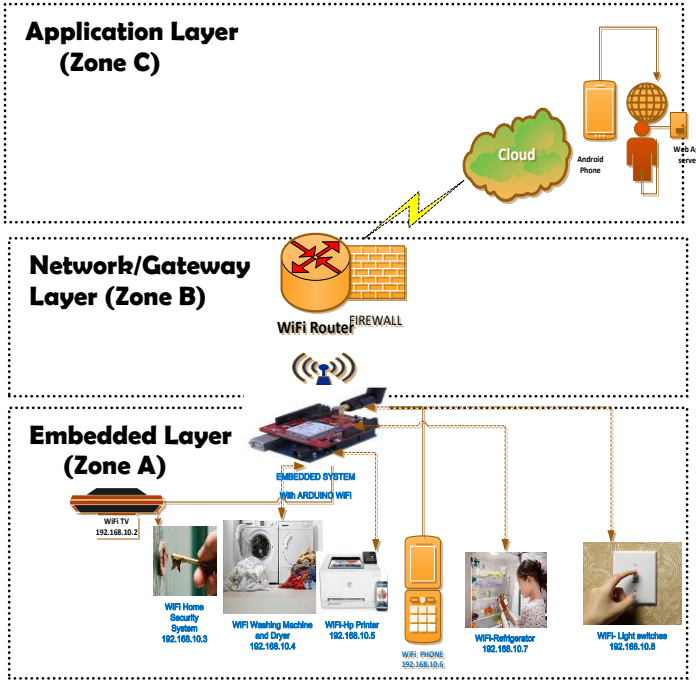 Application Layer
(Zone C)
Cloud
Android
Phone
Web A
serve
Network/Gateway
Layer (Zone B)
WiFi Router
FIREWALL
Embedded Layer
(Zone A)
EMBEDDED SYSTEM
With ARDUINO WIFI
WiFi TV
192.168.10.2
WiFi Home
Security
System
192.168.10.3
WiFi Washing Machine
and Dryer
192.168.10.4
WiFi-Hp Printer
192.168.10.5
WiFi PHONE
192.168.10.6
WiFi-Refrigerator
192.168.10.7
WiFi- Light switches
192.168.10.8